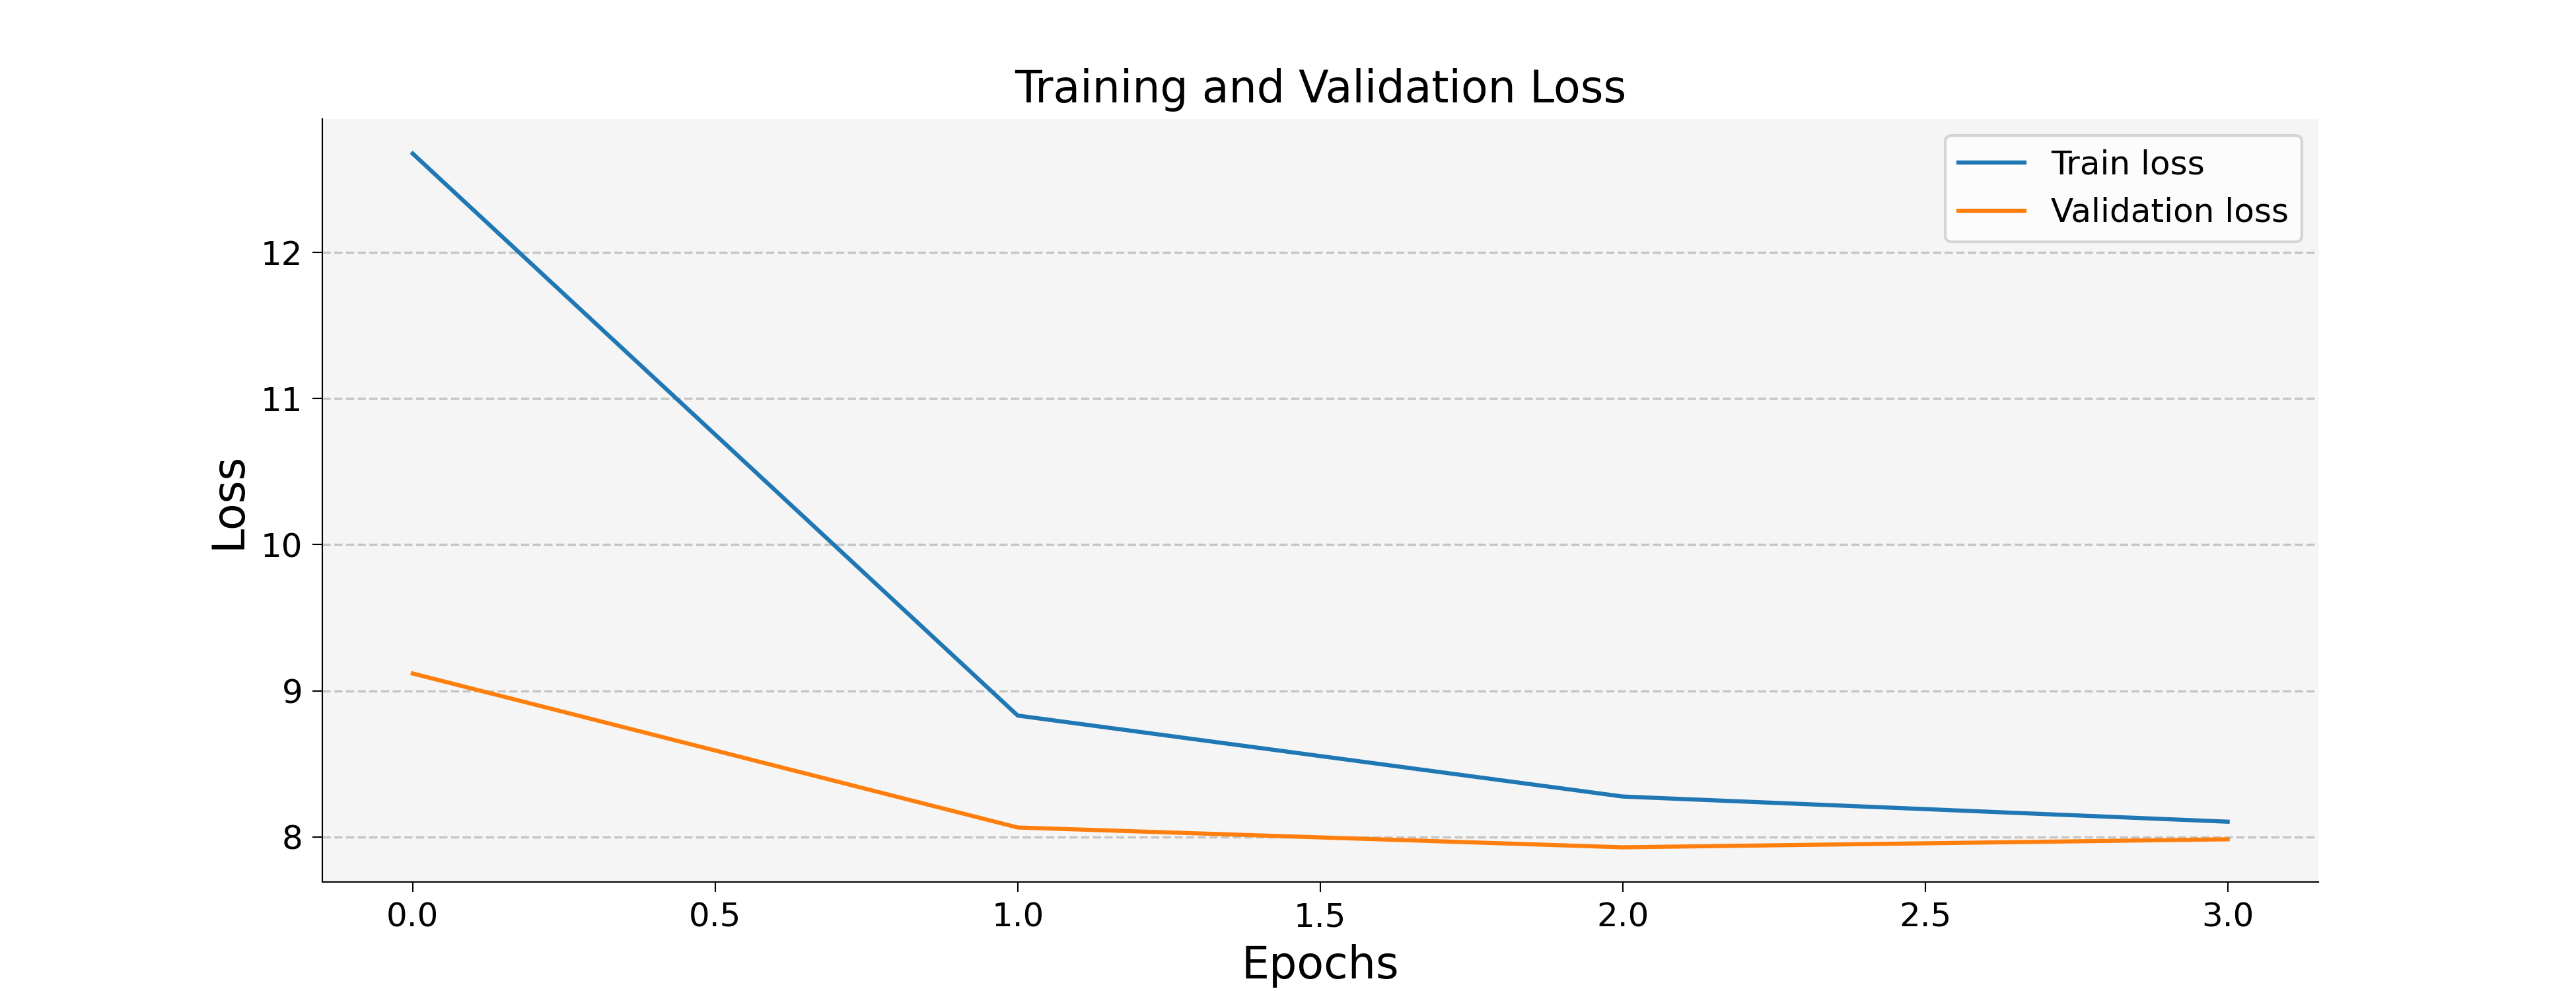 Training and Validation Loss
Train loss
Validation loss
12
11
10
9
8
Loss
0.0 0.5 1.0 1.5 2.0 2.5 3.0
Epochs